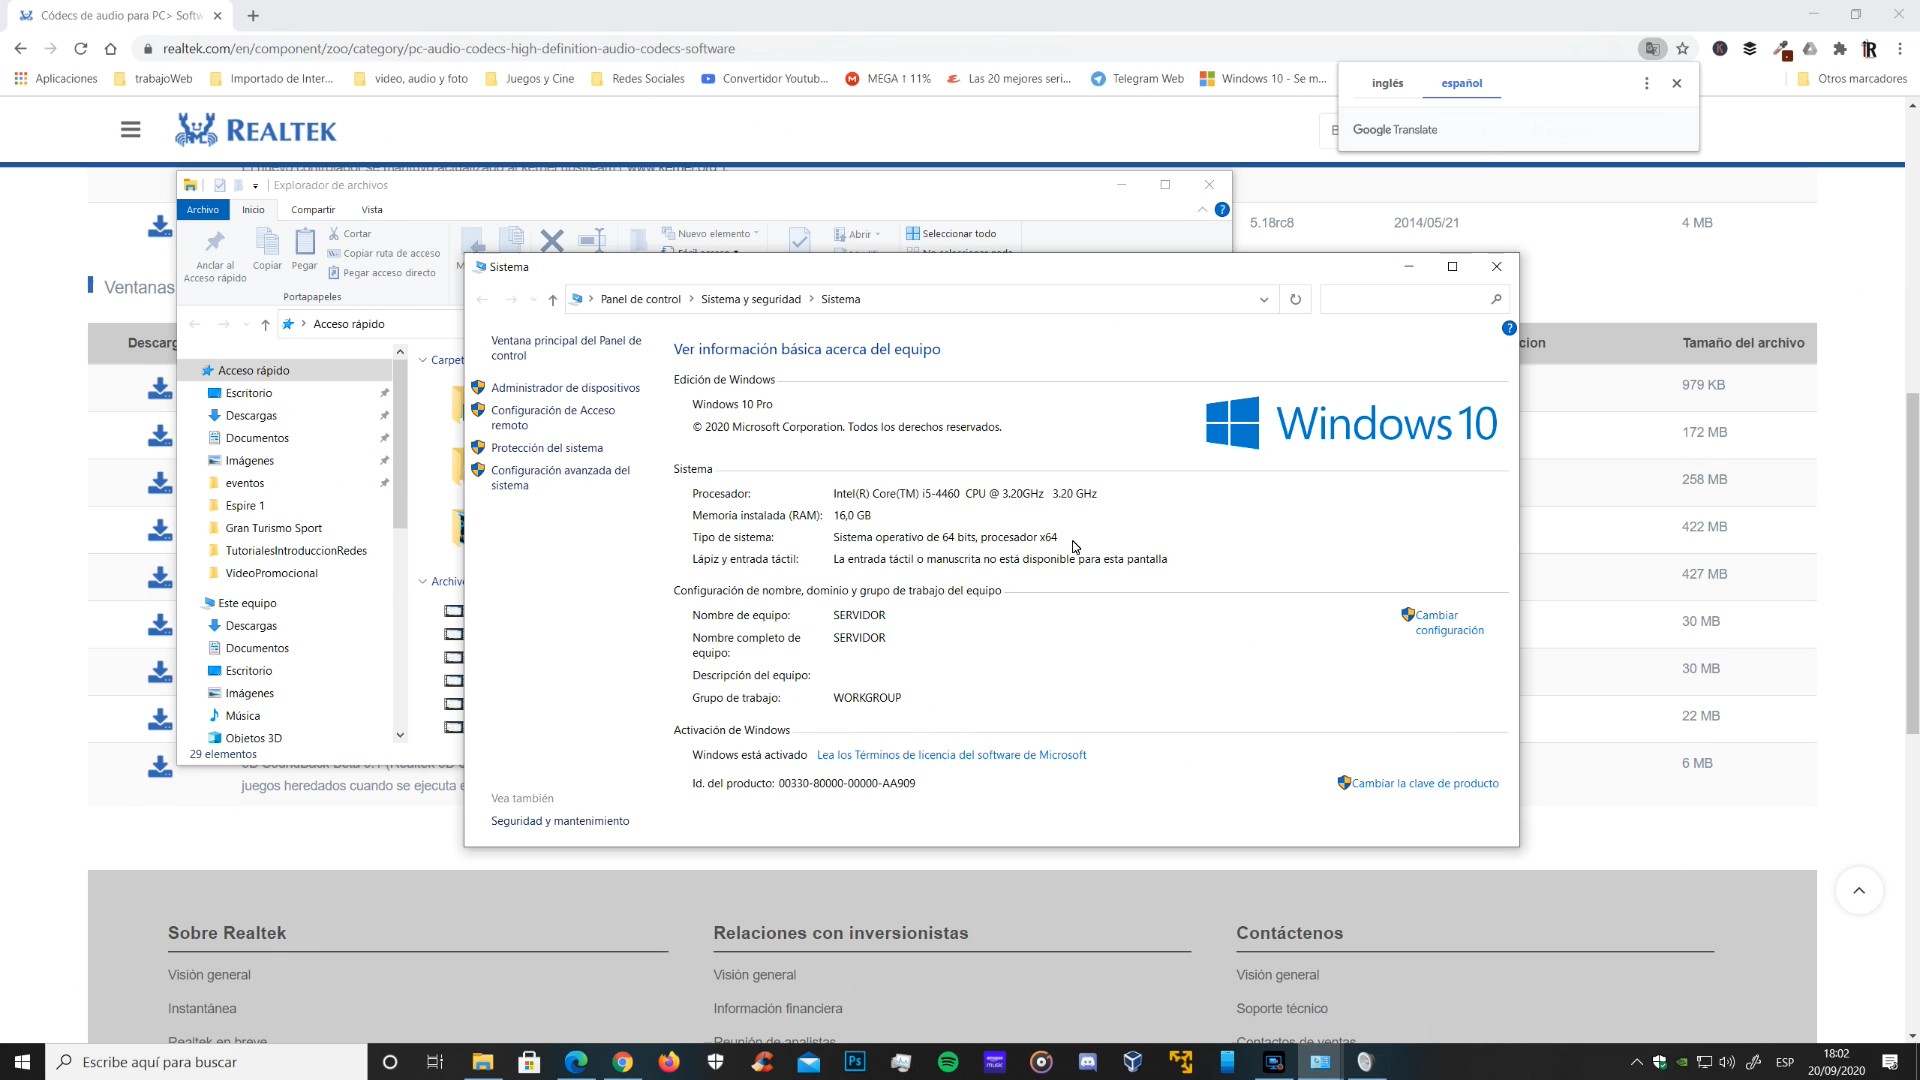 Códecs de audio para PC> Softw
realtek.com/en/component/zoo/category/pc-audio-codecs-high-definition-audio-codecs-software
Aplicaciones
trabajoWeb
Importado de Inter...
video, audio y foto
Juegos y Cine
Redes Sociales
Convertidor Youtub...
MEGA ↑ 11%
Las 20 mejores seri...
Telegram Web
Windows 10 - Se m...
Otros marcadores
inglés
español
Google Translate
REALTEK
5.18rc8
2014/05/21
4 MB
Explorador de archivos
Archivo
Inicio
Compartir
Vista
Anclar al
Acceso rápido
Copiar
Pegar
Cortar
Copiar ruta de acceso
Pegar acceso directo
Portapapeles
Nuevo elemento
Abrir
Seleccionar todo
Ventanas
Acceso rápido
Descarg
cion
Tamaño del archivo
979 KB
172 MB
258 MB
422 MB
427 MB
30 MB
30 MB
22 MB
6 MB
Acceso rápido
Escritorio
Descargas
Documentos
Imágenes
eventos
Espire 1
Gran Turismo Sport
TutorialesIntroduccionRedes
VideoPromocional
Este equipo
Descargas
Documentos
Escritorio
Imágenes
Música
Objetos 3D
29 elementos
Carpet
Archiv
juegos heredados cuando se ejecuta e
Sistema
Panel de control > Sistema y seguridad > Sistema
Ventana principal del Panel de
control
Administrador de dispositivos
Configuración de Acceso
remoto
Protección del sistema
Configuración avanzada del
sistema
Vea también
Seguridad y mantenimiento
Ver información básica acerca del equipo
Edición de Windows
Windows 10 Pro
© 2020 Microsoft Corporation. Todos los derechos reservados.
Windows 10
Sistema
Procesador: Intel(R) Core(TM) i5-4460 CPU @ 3.20GHz 3.20 GHz
Memoria instalada (RAM): 16,0 GB
Tipo de sistema: Sistema operativo de 64 bits, procesador x64
Lápiz y entrada táctil: La entrada táctil o manuscrita no está disponible para esta pantalla
Configuración de nombre, dominio y grupo de trabajo del equipo
Nombre de equipo: SERVIDOR
Nombre completo de SERVIDOR
equipo:
Descripción del equipo:
Grupo de trabajo: WORKGROUP
Cambiar
configuración
Activación de Windows
Windows está activado Lea los Términos de licencia del software de Microsoft
Id. del producto: 00330-80000-00000-AA909
Cambiar la clave de producto
Sobre Realtek
Visión general
Instantánea
Realtek en breve
Relaciones con inversionistas
Visión general
Información financiera
Reunión de analistas
Contáctenos
Visión general
Soporte técnico
Contactos de ventas
Escribe aquí para buscar
ESP
18:02
20/09/2020